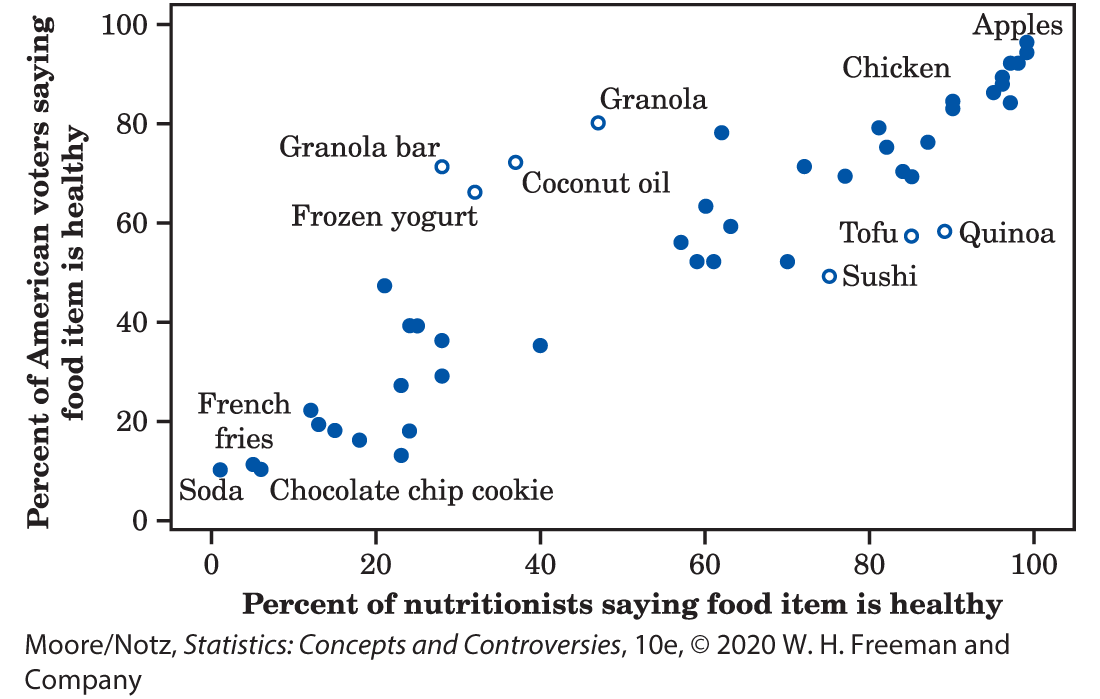 Percent of American voters saying
food item is healthy
100
80
60
40
20
0
Apples
Chicken
Granola
Granola bar
Coconut oil
Frozen yogurt
Tofu
Quinoa
Sushi
French
fries
Soda
Chocolate chip cookie
0 20 40 60 80 100
Percent of nutritionists saying food item is healthy
Moore/Notz, Statistics: Concepts and Controversies, 10e, © 2020 W. H. Freeman and
Company